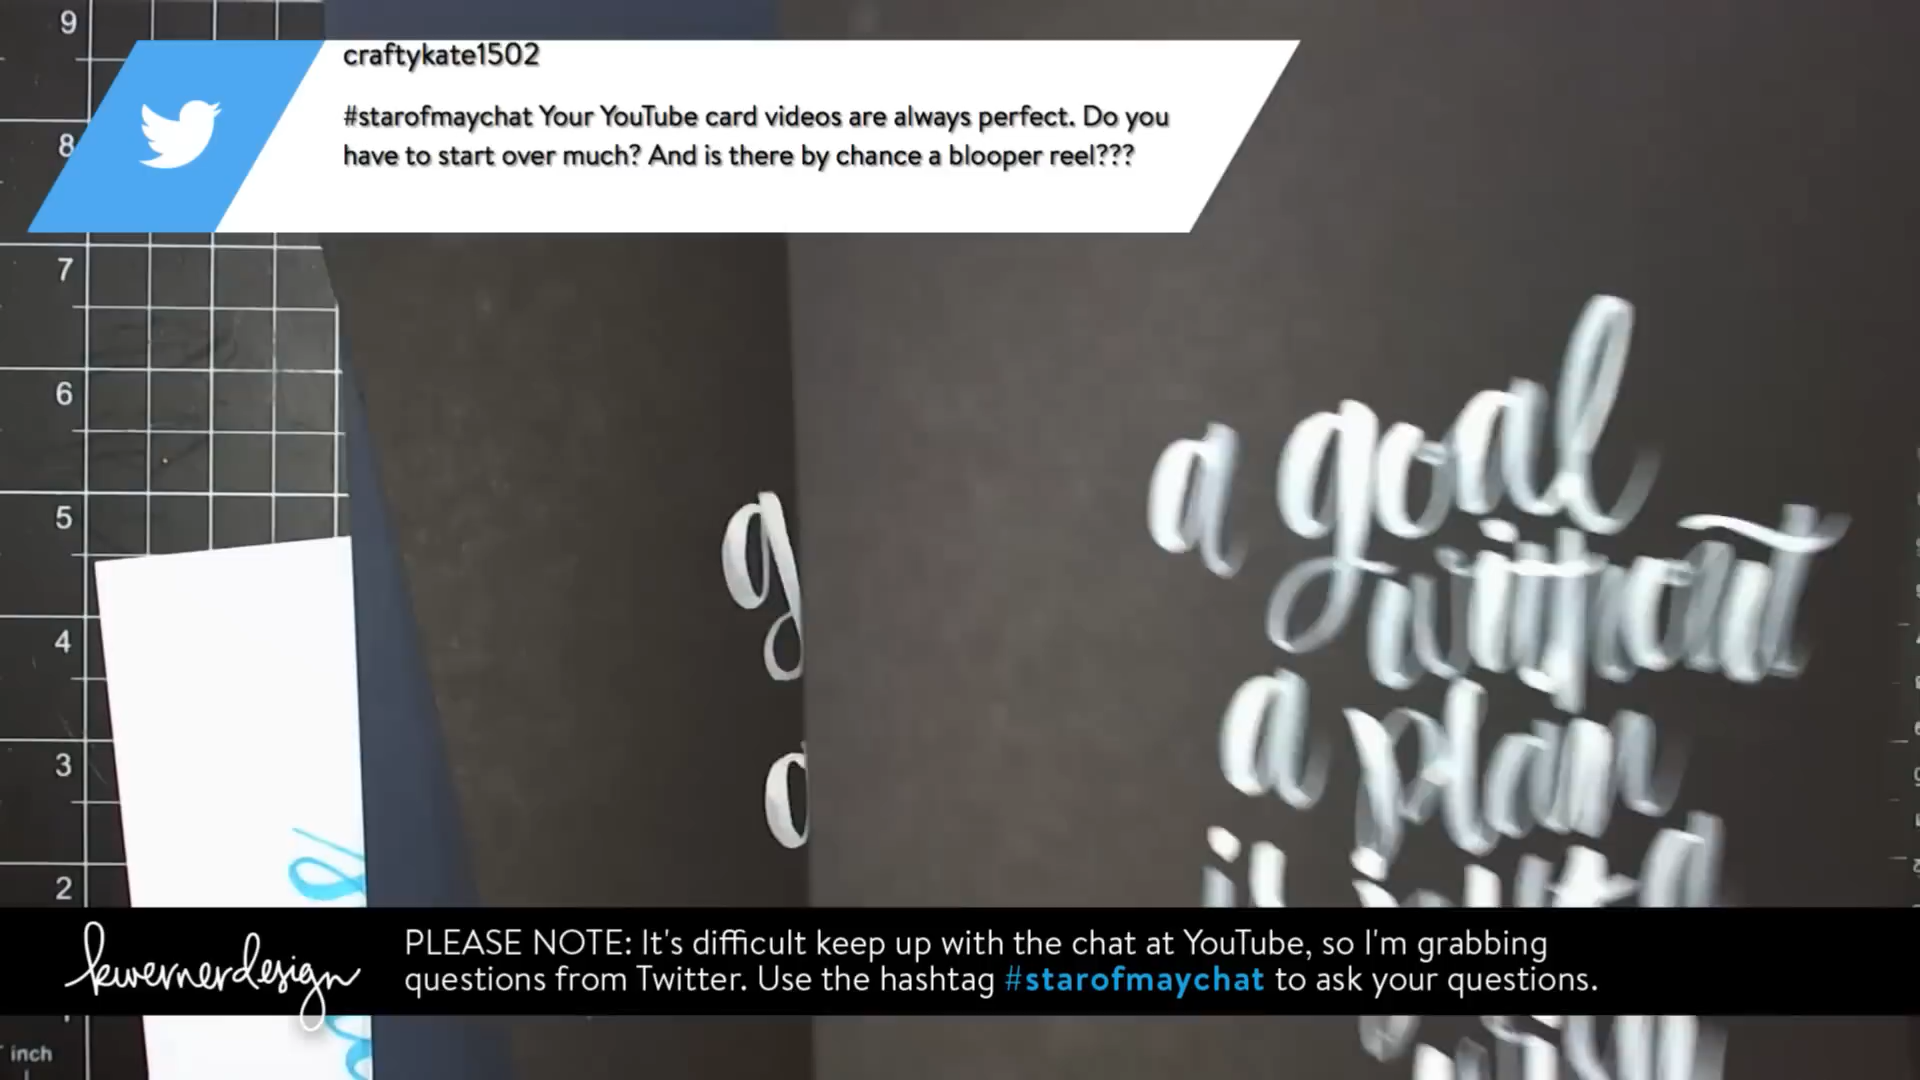 9
craftykate1502
#starofmaychat Your YouTube card videos are always perfect. Do you
have to start over much? And is there by chance a blooper reel???
8
7
6
5
4
3
2
inch
g
a goal
without
a plan
is just a
wish
kwernerdesign
PLEASE NOTE: It's difficult keep up with the chat at YouTube, so I'm grabbing
questions from Twitter. Use the hashtag #starofmaychat to ask your questions.